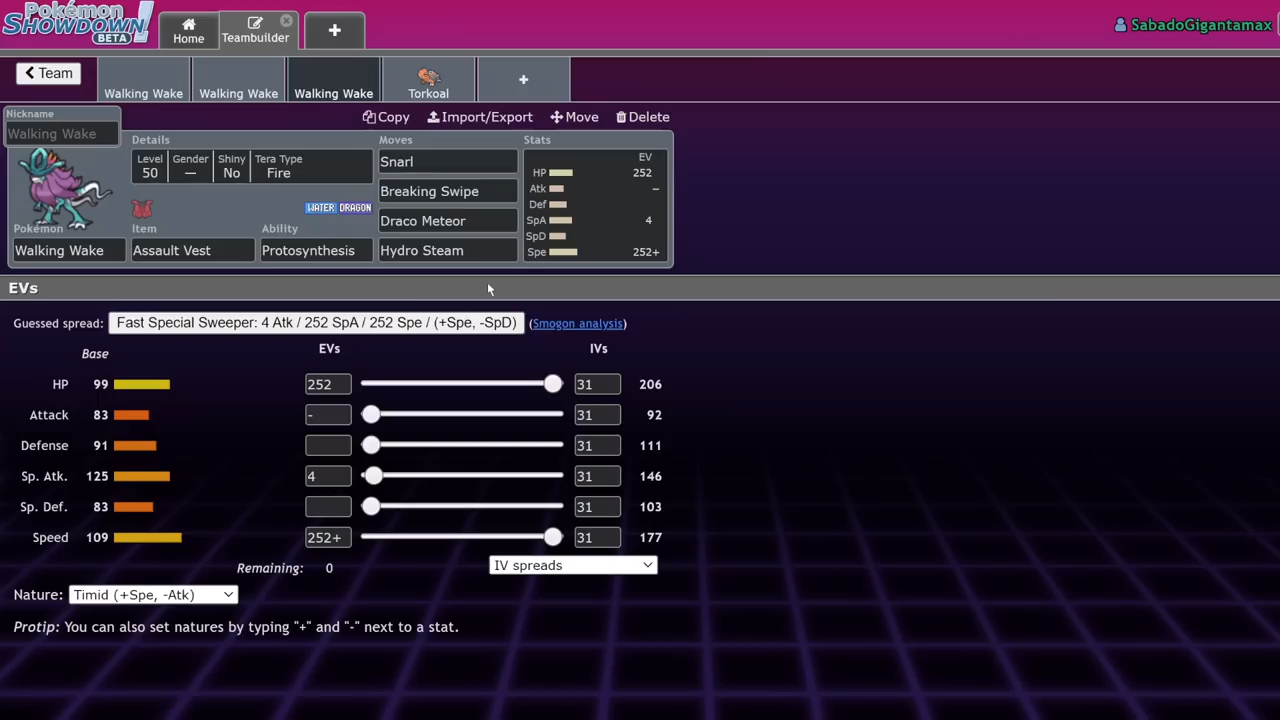 Pokémon
SHOWDOWN!
BETA
Home
Teambuilder
+
SabadoGigantamax
Team
Walking Wake
Walking Wake
Walking Wake
Torkoal
+
Nickname
Walking Wake
Copy
Import/Export
Move
Delete
Details
Moves
Stats
Level
Gender
Shiny
Tera Type
50
—
No
Fire
Snarl
Breaking Swipe
Draco Meteor
Hydro Steam
EV
HP 252
Atk –
Def
SpA 4
SpD
Spe 252+
WATER DRAGON
Pokémon
Item
Ability
Walking Wake
Assault Vest
Protosynthesis
EVs
Guessed spread: Fast Special Sweeper: 4 Atk / 252 SpA / 252 Spe / (+Spe, -SpD) (Smogon analysis)
Base EVs IVs
HP 99 252 31 206
Attack 83 - 31 92
Defense 91 31 111
Sp. Atk. 125 4 31 146
Sp. Def. 83 31 103
Speed 109 252+ 31 177
Remaining: 0 IV spreads
Nature: Timid (+Spe, -Atk)
Protip: You can also set natures by typing "+" and "-" next to a stat.